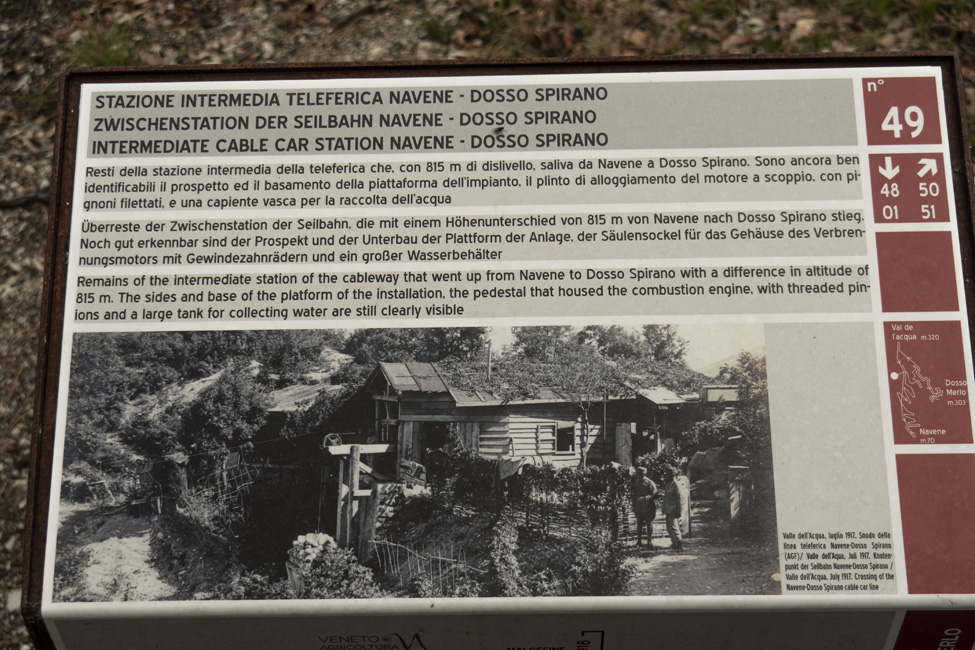 STAZIONE INTERMEDIA TELEFERICA NAVENE - DOSSO SPIRANO
ZWISCHENSTATION DER SEILBAHN NAVENE - DOSSO SPIRANO
INTERMEDIATE CABLE CAR STATION NAVENE - DOSSO SPIRANO
n°
49
48 50
01 51
Resti della stazione intermedia della teleferica che, con 815 m di dislivello, saliva da Navene a Dosso Spirano. Sono ancora ben
identificabili il prospetto ed il basamento della piattaforma dell'impianto, il plinto di alloggiamento del motore a scoppio, con pi-
gnoni filettati, e una capiente vasca per la raccolta dell'acqua
Überreste der Zwischenstation der Seilbahn, die mit einem Höhenunterschied von 815 m von Navene nach Dosso Spirano stieg.
Noch gut erkennbar sind der Prospekt und der Unterbau der Plattform der Anlage, der Säulensockel für das Gehäuse des Verbren-
nungsmotors mit Gewindezahnrädern und ein großer Wasserbehälter
Remains of the intermediate station of the cableway that went up from Navene to Dosso Spirano with a difference in altitude of
815 m. The sides and base of the platform of the installation, the pedestal that housed the combustion engine, with threaded pin-
ions and a large tank for collecting water are still clearly visible
Val de
l'acqua m.320
Dosso
Merlo
m.303
Navene
m.70
Valle dell'Acqua, luglio 1917. Snodo della
linea teleferica Navene-Dosso Spirano
(AGF)/ Valle dell'Aqua, Juli 1917. Knoten-
punkt der Seilbahn Navene-Dosso Spirano /
Valle dell'Acqua, July 1917. Crossing of the
Navene-Dosso Spirano cable car line
VENETO
AGRICOLTURA
MALCESINE